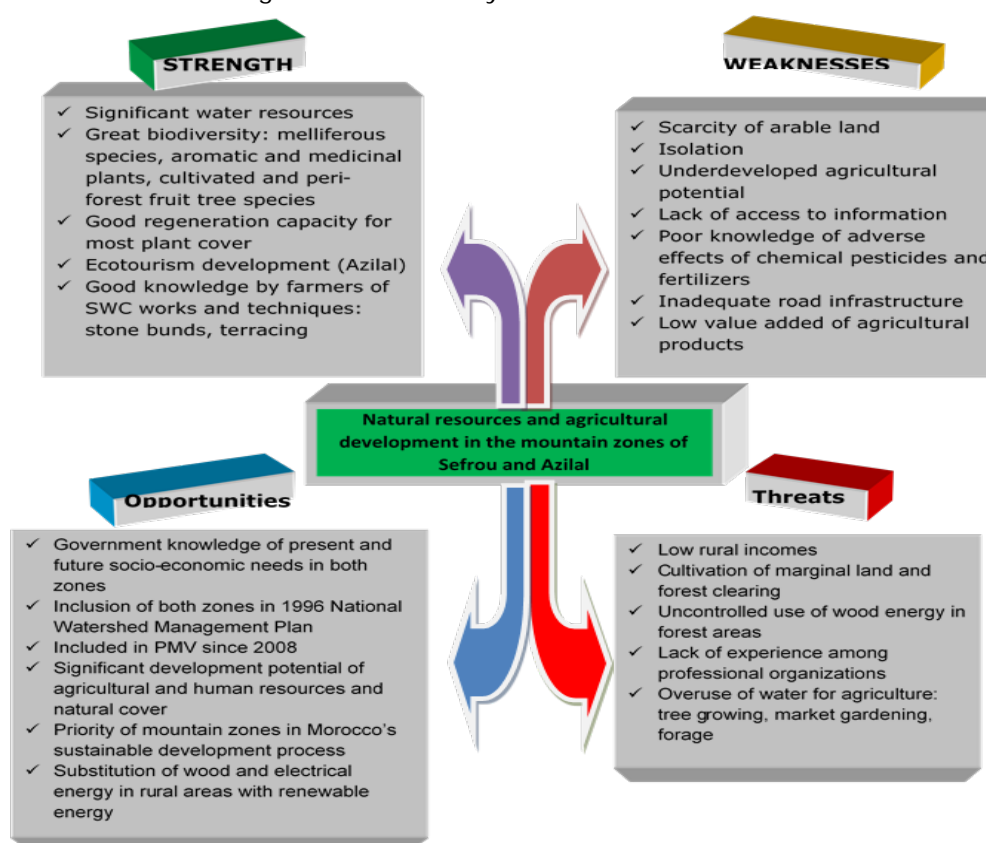 STRENGTH
✓ Significant water resources
✓ Great biodiversity: melliferous
species, aromatic and medicinal
plants, cultivated and peri-
forest fruit tree species
✓ Good regeneration capacity for
most plant cover
✓ Ecotourism development (Azilal)
✓ Good knowledge by farmers of
SWC works and techniques:
stone bunds, terracing
WEAKNESSES
✓ Scarcity of arable land
✓ Isolation
✓ Underdeveloped agricultural
potential
✓ Lack of access to information
✓ Poor knowledge of adverse
effects of chemical pesticides and
fertilizers
✓ Inadequate road infrastructure
✓ Low value added of agricultural
products
Natural resources and agricultural
development in the mountain zones of
Sefrou and Azilal
Opportunities
✓ Government knowledge of present and
future socio-economic needs in both
zones
✓ Inclusion of both zones in 1996 National
Watershed Management Plan
✓ Included in PMV since 2008
✓ Significant development potential of
agricultural and human resources and
natural cover
✓ Priority of mountain zones in Morocco's
sustainable development process
✓ Substitution of wood and electrical
energy in rural areas with renewable
energy
Threats
✓ Low rural incomes
✓ Cultivation of marginal land and
forest clearing
✓ Uncontrolled use of wood energy in
forest areas
✓ Lack of experience among
professional organizations
✓ Overuse of water for agriculture:
tree growing, market gardening,
forage